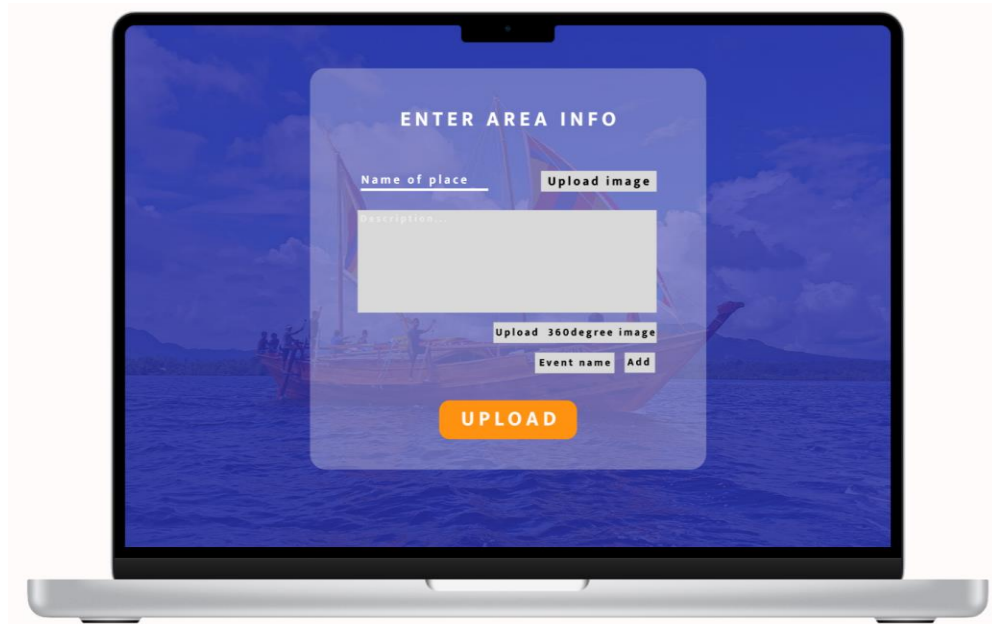 ENTER AREA INFO
Name of place
Upload image
Description...
Upload 360degree image
Event name
Add
UPLOAD